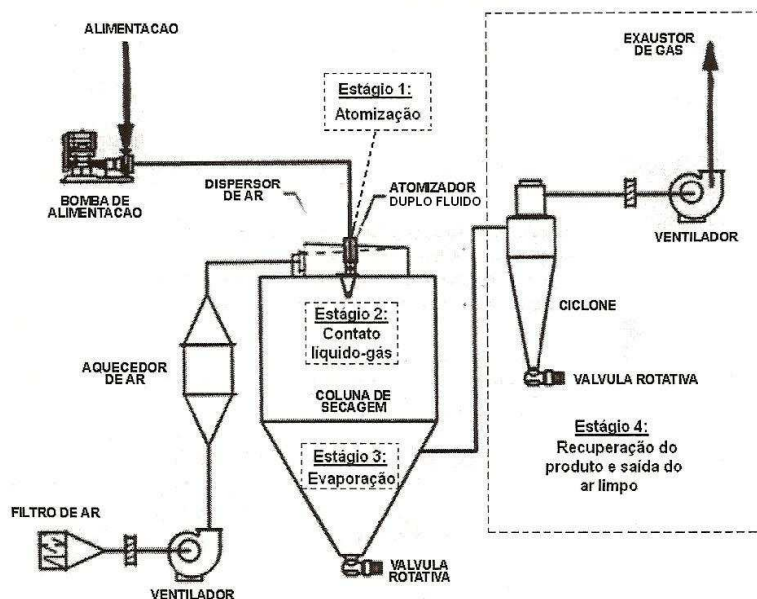 ALIMENTACAO
EXAUSTOR
DE GAS
Estágio 1:
Atomização
DISPERSOR
DE AR
ATOMIZADOR
DUPLO FLUIDO
BOMBA DE
ALIMENTACAO
VENTILADOR
Estágio 2:
Contato
líquido-gás
CICLONE
AQUECEDOR
DE AR
VALVULA ROTATIVA
COLUNA DE
SECAGEM
Estágio 4:
Recuperação do
produto e saída do
ar limpo
Estágio 3:
Evaporação
FILTRO DE AR
VENTILADOR
VALVULA
ROTATIVA